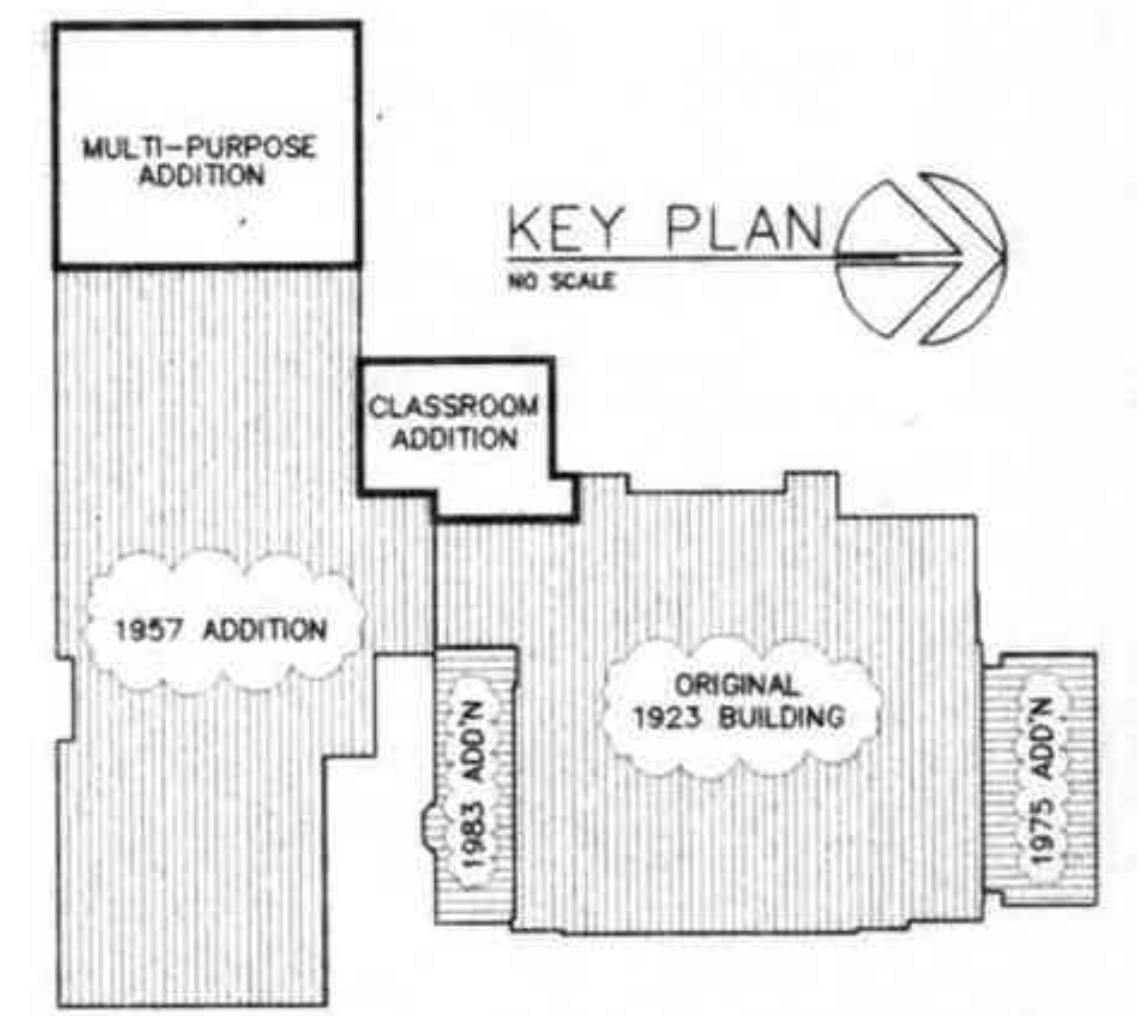 MULTI-PURPOSE
ADDITION
KEY PLAN
NO SCALE
CLASSROOM
ADDITION
1957 ADDITION
ORIGINAL
1923 BUILDING
1983 ADD'N
1975 ADD'N